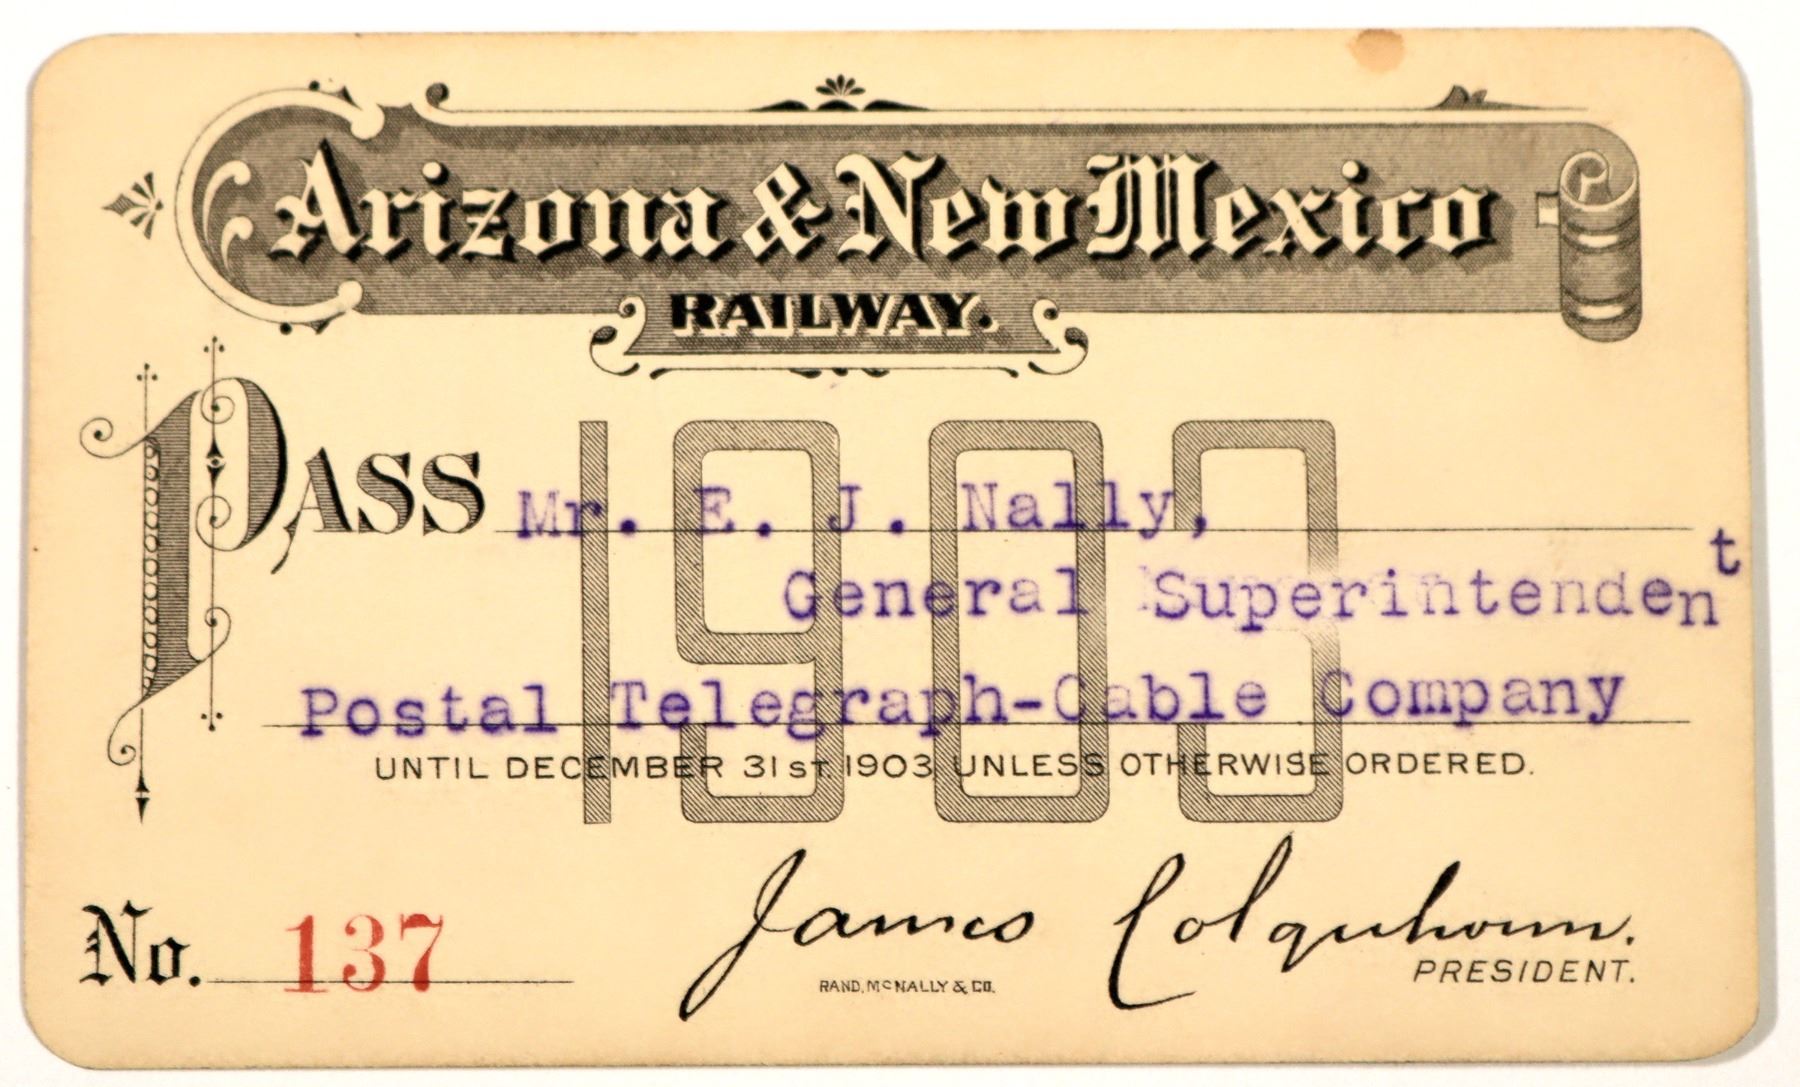 Arizona & New Mexico
RAILWAY.
PASS 1903
Mr. E. J. Nally,
General Superintendent
Postal Telegraph-Cable Company
UNTIL DECEMBER 31ST. 1903 UNLESS OTHERWISE ORDERED.
No. 137
James Colquhoun.
PRESIDENT.
RAND, McNALLY & CO.